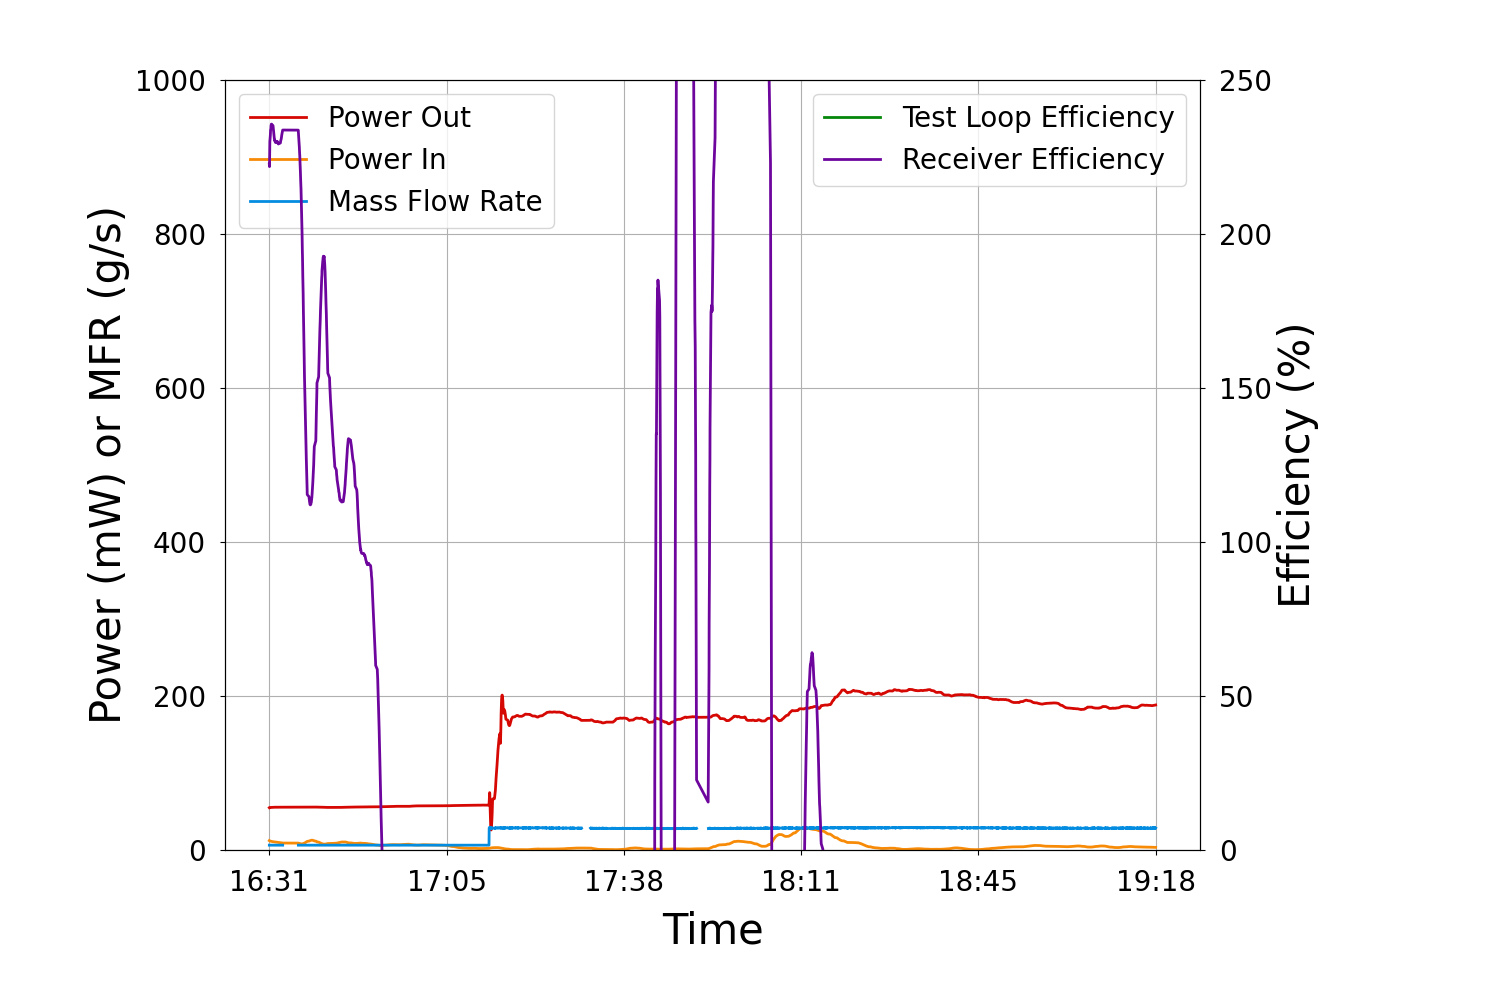 1000
800
600
400
200
0
Power (mW) or MFR (g/s)
Power Out
Power In
Mass Flow Rate
Test Loop Efficiency
Receiver Efficiency
250
200
150
100
50
0
Efficiency (%)
16:31 17:05 17:38 18:11 18:45 19:18
Time